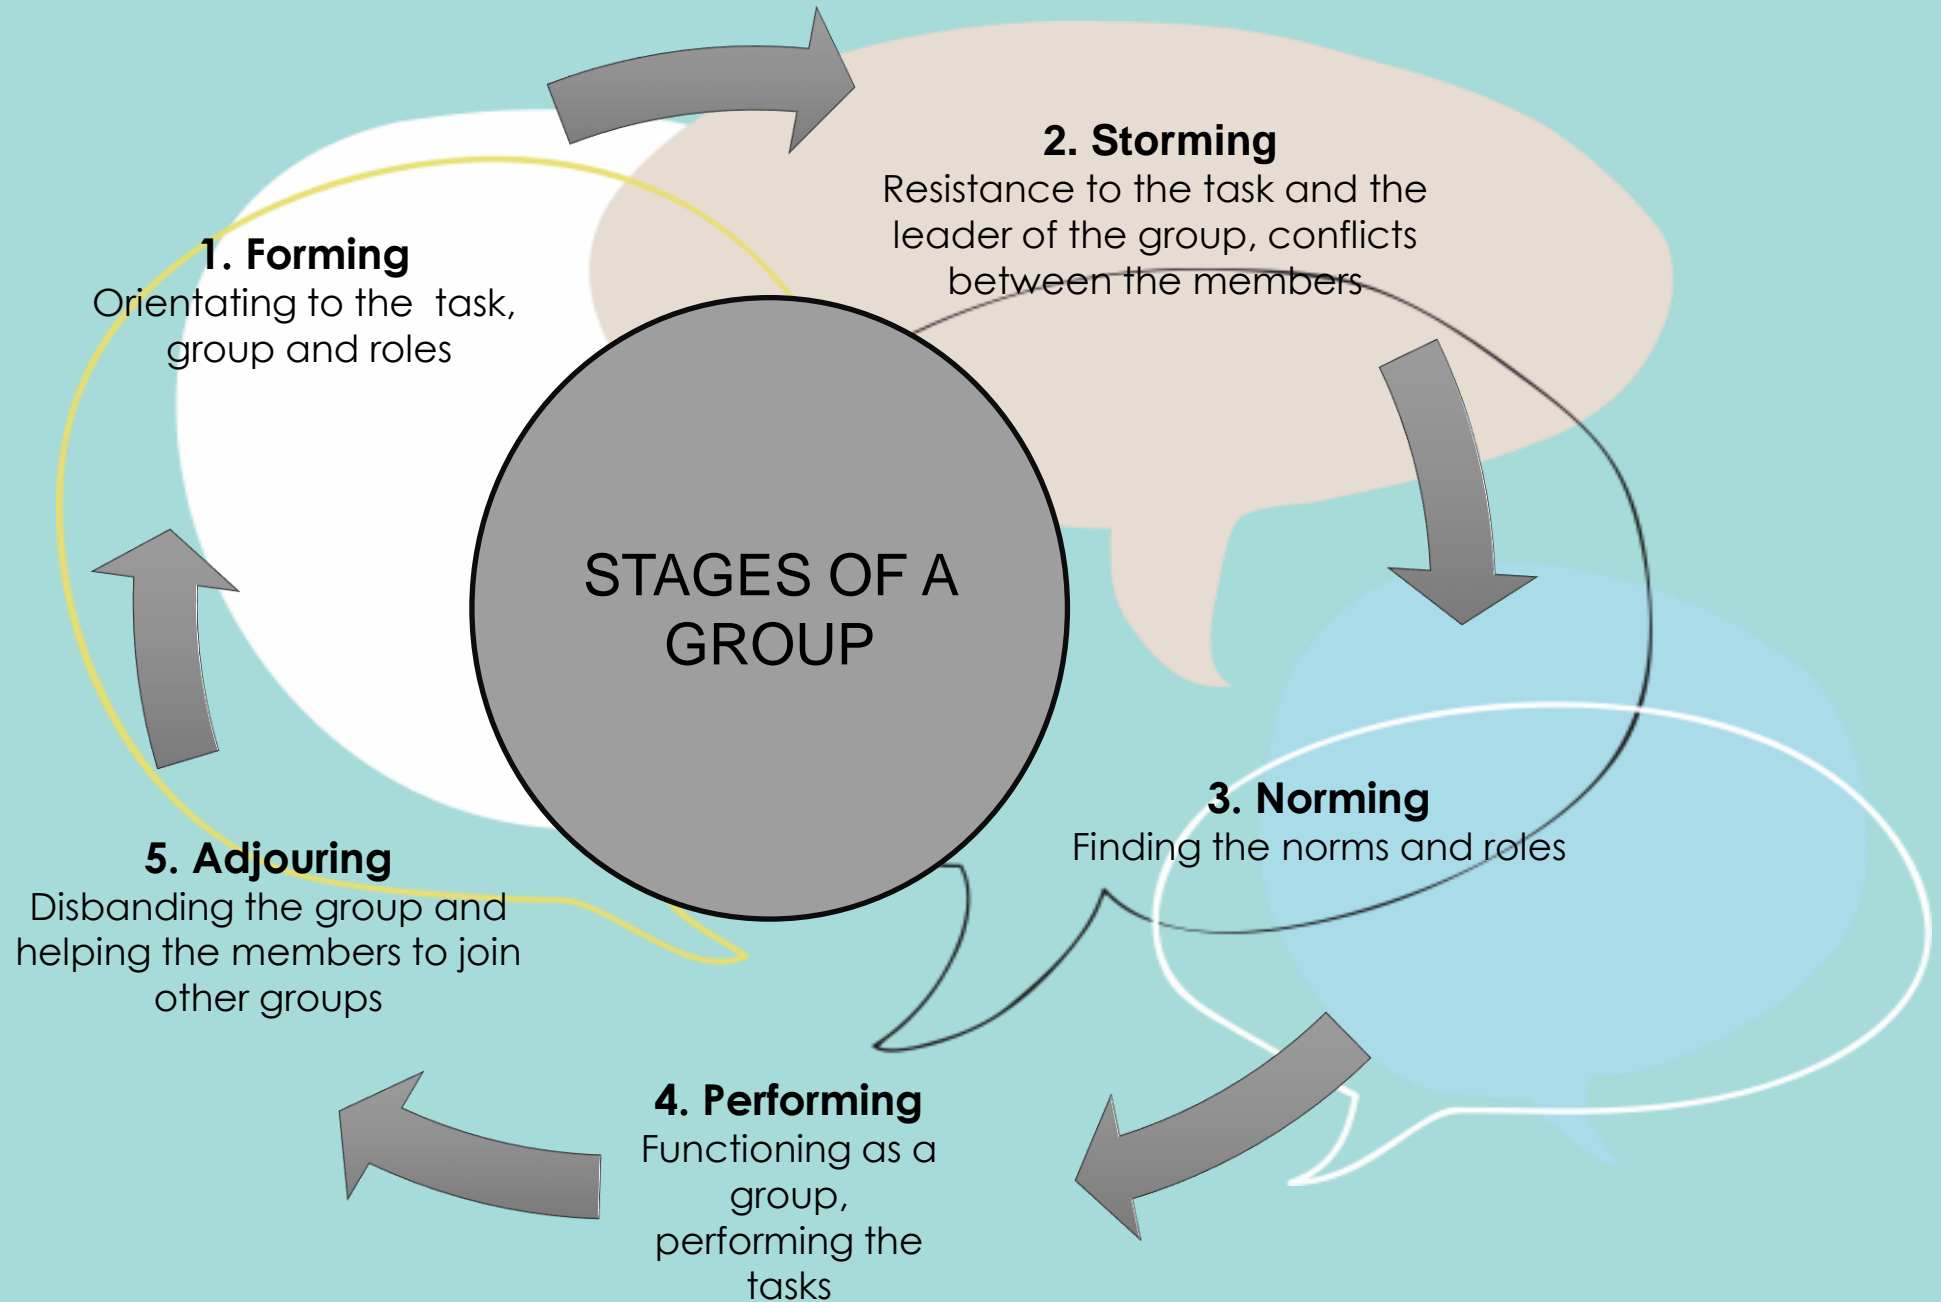 1. Forming
Orientating to the  task,
group and roles
2. Storming
Resistance to the task and the
leader of the group, conflicts
between the members
STAGES OF A
GROUP
3. Norming
Finding the norms and roles
4. Performing
Functioning as a
group,
performing the
tasks
5. Adjouring
Disbanding the group and
helping the members to join
other groups